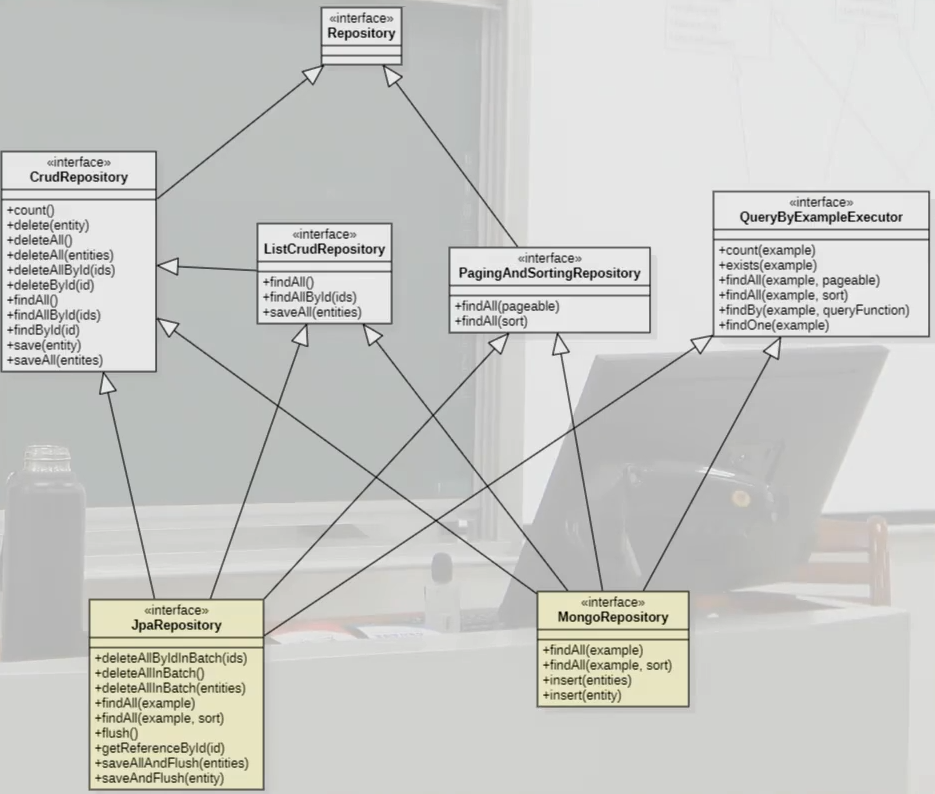 «interface»
Repository
«interface»
CrudRepository
+count()
+delete(entity)
+deleteAll()
+deleteAll(entities)
+deleteAllById(ids)
+deleteById(id)
+findAll()
+findAllById(ids)
+findById(id)
+save(entity)
+saveAll(entites)
«interface»
ListCrudRepository
+findAll()
+findAllById(ids)
+saveAll(entities)
«interface»
PagingAndSortingRepository
+findAll(pageable)
+findAll(sort)
«interface»
QueryByExampleExecutor
+count(example)
+exists(example)
+findAll(example, pageable)
+findAll(example, sort)
+findBy(example, queryFunction)
+findOne(example)
«interface»
JpaRepository
+deleteAllByIdInBatch(ids)
+deleteAllInBatch()
+deleteAllInBatch(entities)
+findAll(example)
+findAll(example, sort)
+flush()
+getReferenceById(id)
+saveAllAndFlush(entities)
+saveAndFlush(entity)
«interface»
MongoRepository
+findAll(example)
+findAll(example, sort)
+insert(entities)
+insert(entity)